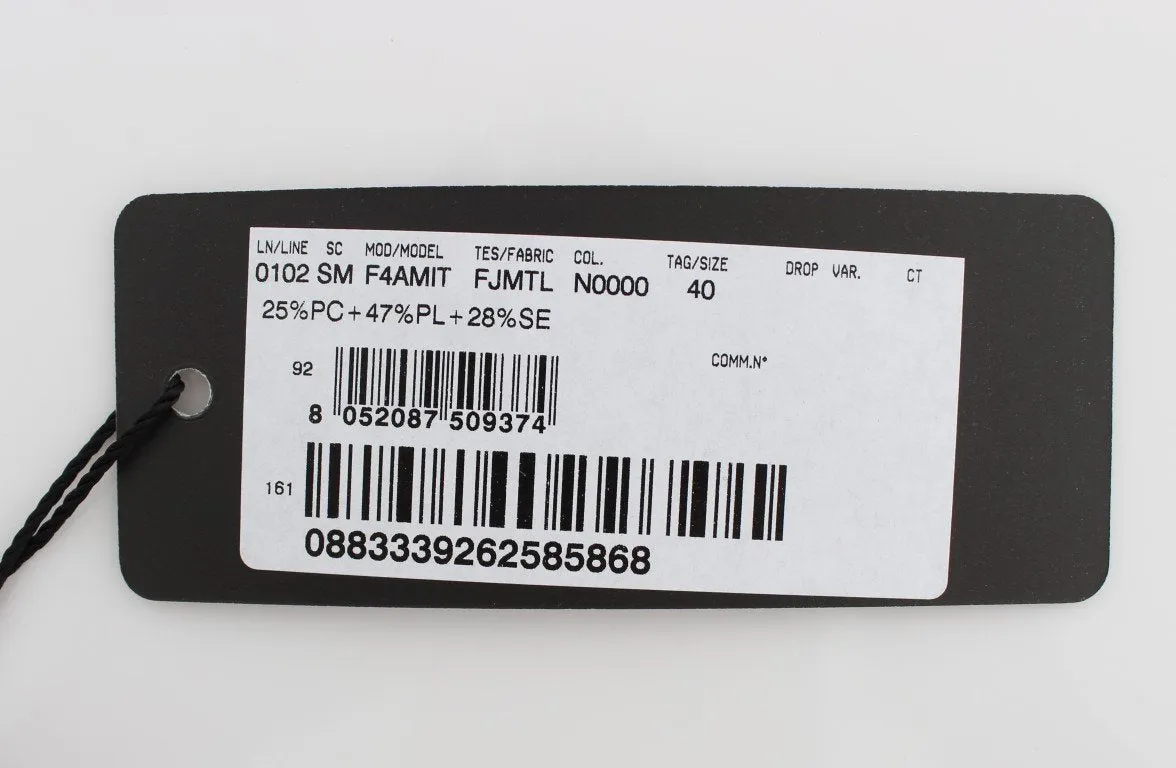 LN/LINE SC MOD/MODEL TES/FABRIC COL. TAG/SIZE DROP VAR. CT
0102 SM F4AMIT FJMTL N0000 40
25%PC+47%PL+28%SE
COMM.N°
92
8 052087 509374
161
0883339262585868